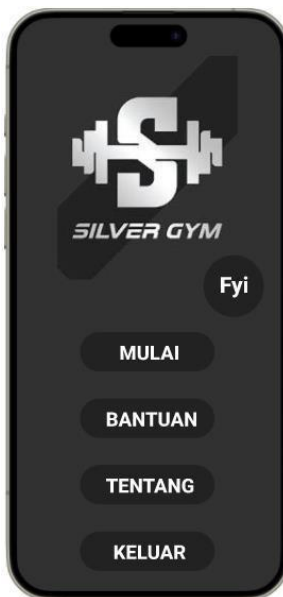 S
SILVER GYM
Fyi
MULAI
BANTUAN
TENTANG
KELUAR